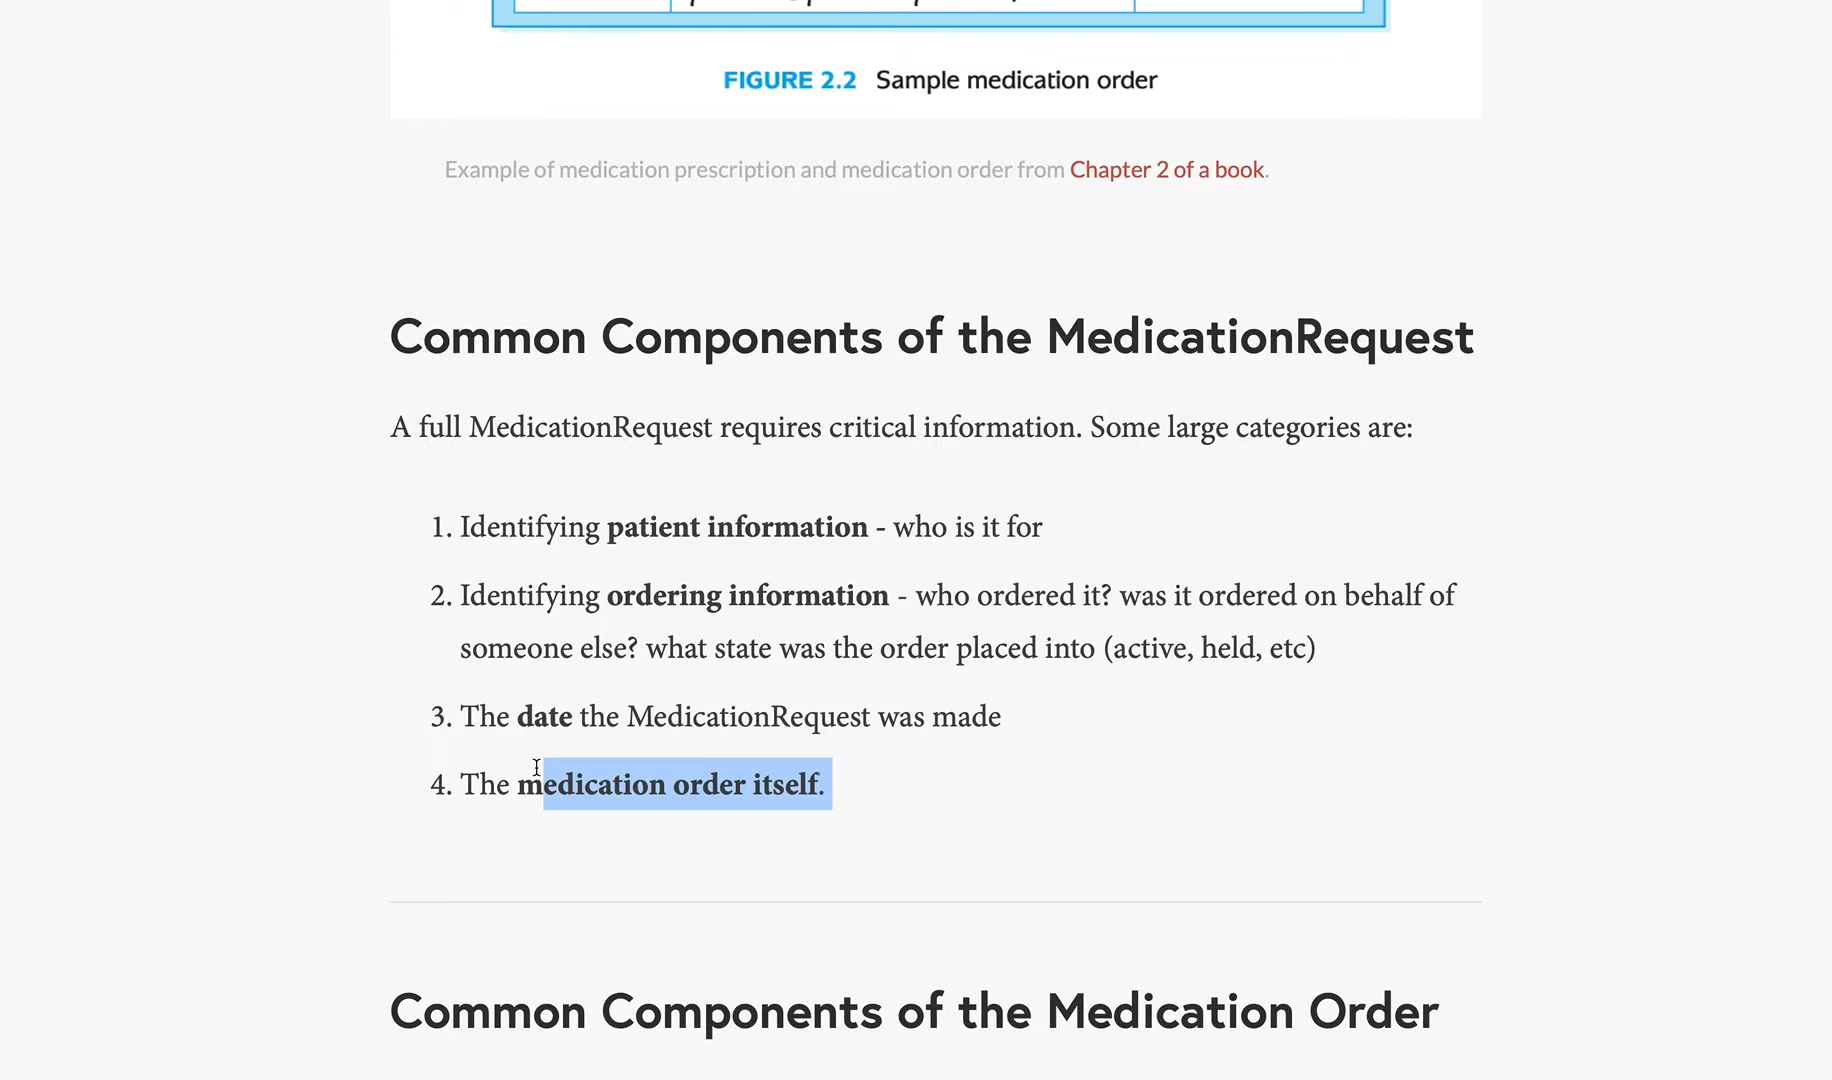 FIGURE 2.2 Sample medication order
Example of medication prescription and medication order from Chapter 2 of a book.
Common Components of the MedicationRequest
A full MedicationRequest requires critical information. Some large categories are:
1. Identifying patient information - who is it for
2. Identifying ordering information - who ordered it? was it ordered on behalf of
someone else? what state was the order placed into (active, held, etc)
3. The date the MedicationRequest was made
4. The medication order itself.
Common Components of the Medication Order